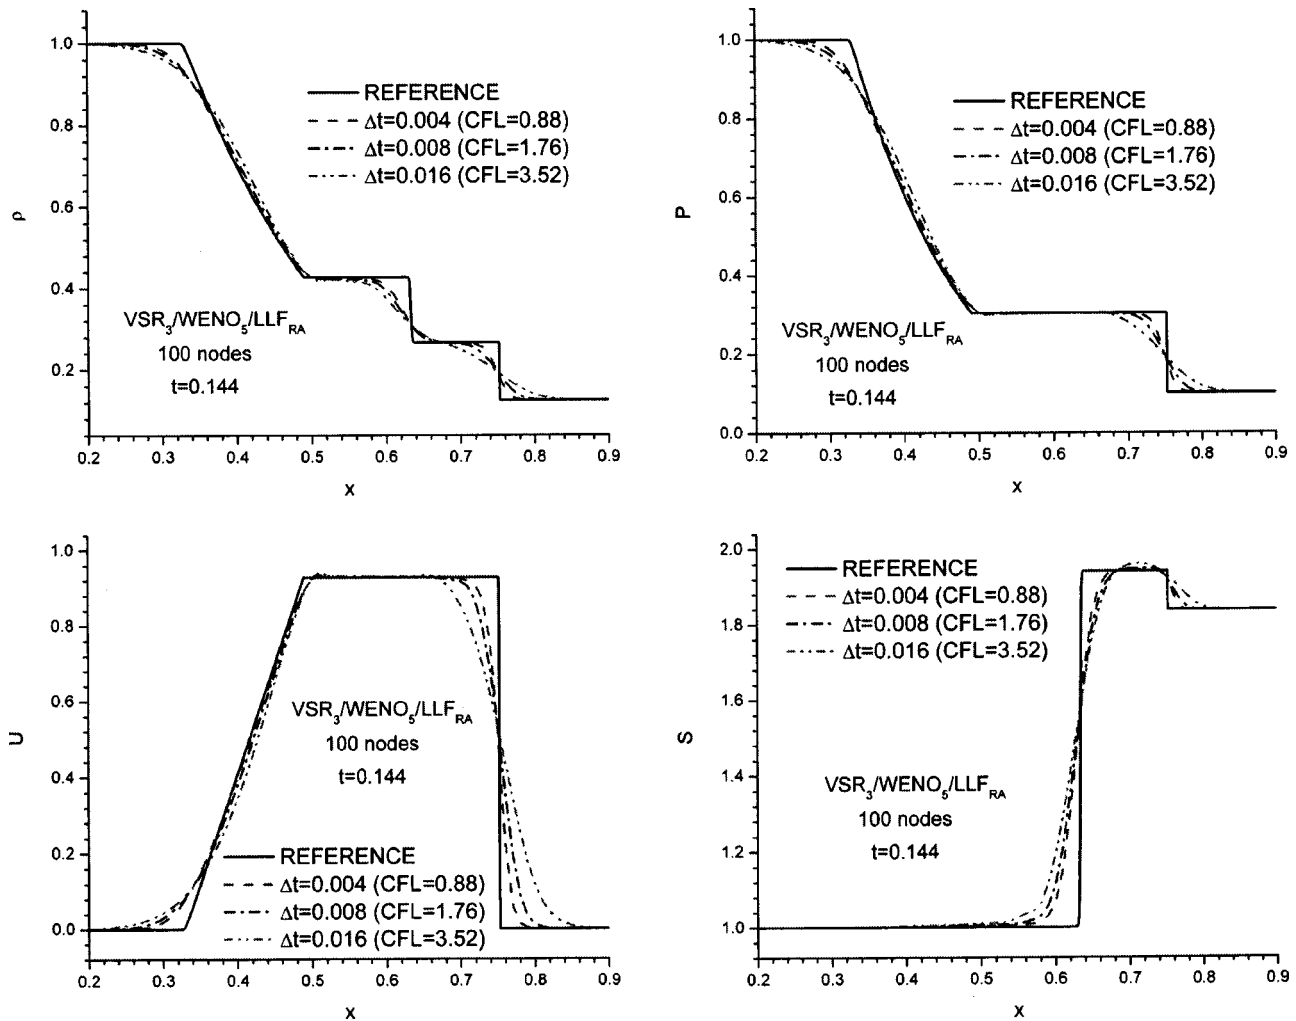 1.0
0.8
0.6
0.4
0.2
ρ
REFERENCE
Δt=0.004 (CFL=0.88)
Δt=0.008 (CFL=1.76)
Δt=0.016 (CFL=3.52)
VSR3/WENO5/LLFRA
100 nodes
t=0.144
0.2 0.3 0.4 0.5 0.6 0.7 0.8 0.9
x
1.0
0.8
0.6
0.4
0.2
0.0
P
REFERENCE
Δt=0.004 (CFL=0.88)
Δt=0.008 (CFL=1.76)
Δt=0.016 (CFL=3.52)
VSR3/WENO5/LLFRA
100 nodes
t=0.144
0.2 0.3 0.4 0.5 0.6 0.7 0.8 0.9
x
1.0
0.8
0.6
0.4
0.2
0.0
U
VSR3/WENO5/LLFRA
100 nodes
t=0.144
REFERENCE
Δt=0.004 (CFL=0.88)
Δt=0.008 (CFL=1.76)
Δt=0.016 (CFL=3.52)
0.2 0.3 0.4 0.5 0.6 0.7 0.8 0.9
x
2.0
1.8
1.6
1.4
1.2
1.0
S
REFERENCE
Δt=0.004 (CFL=0.88)
Δt=0.008 (CFL=1.76)
Δt=0.016 (CFL=3.52)
VSR3/WENO5/LLFRA
100 nodes
t=0.144
0.2 0.3 0.4 0.5 0.6 0.7 0.8 0.9
x